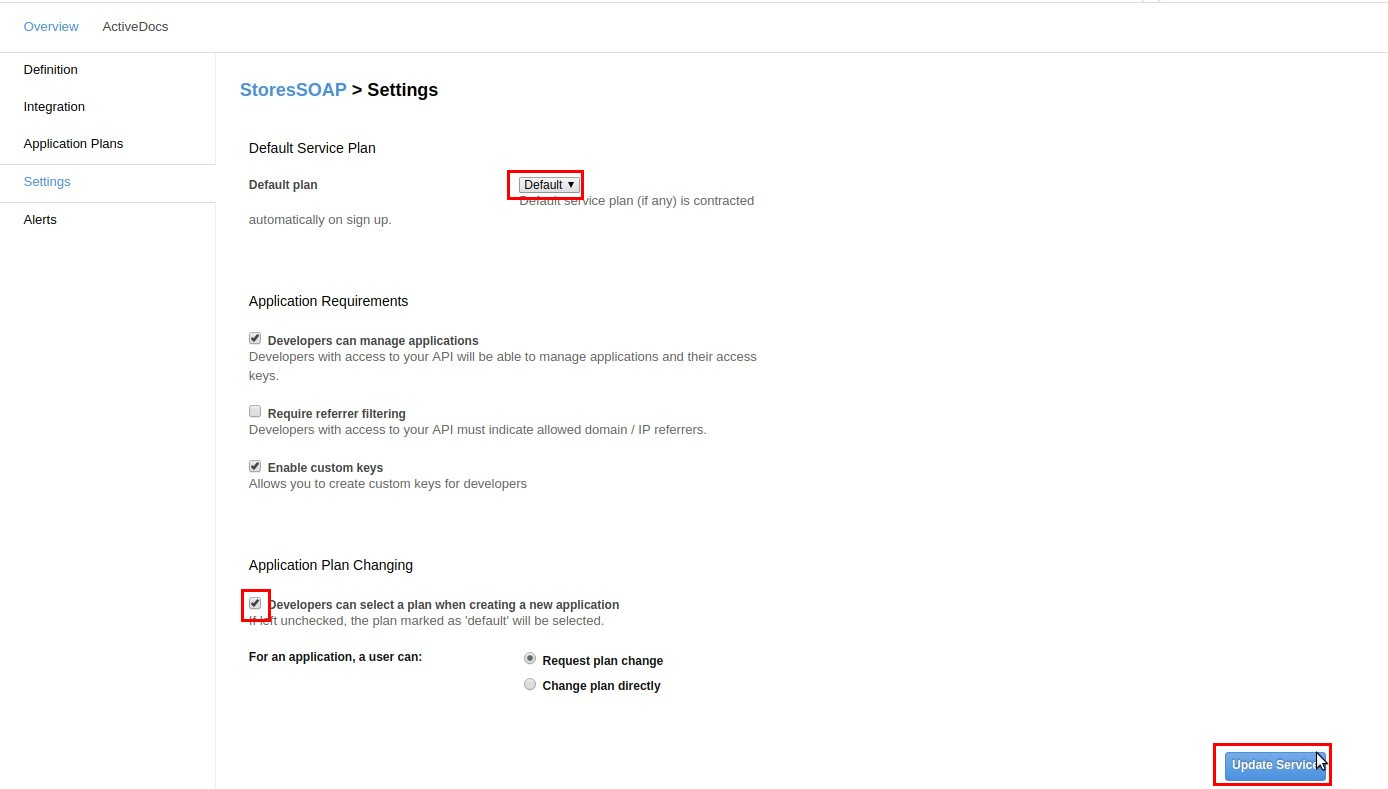 Overview ActiveDocs
Definition
Integration
Application Plans
Settings
Alerts
StoresSOAP > Settings
Default Service Plan
Default plan
Default ▼
Default service plan (if any) is contracted
automatically on sign up.
Application Requirements
Developers can manage applications
Developers with access to your API will be able to manage applications and their access
keys.
Require referrer filtering
Developers with access to your API must indicate allowed domain / IP referrers.
Enable custom keys
Allows you to create custom keys for developers
Application Plan Changing
Developers can select a plan when creating a new application
If left unchecked, the plan marked as 'default' will be selected.
For an application, a user can:
Request plan change
Change plan directly
Update Service